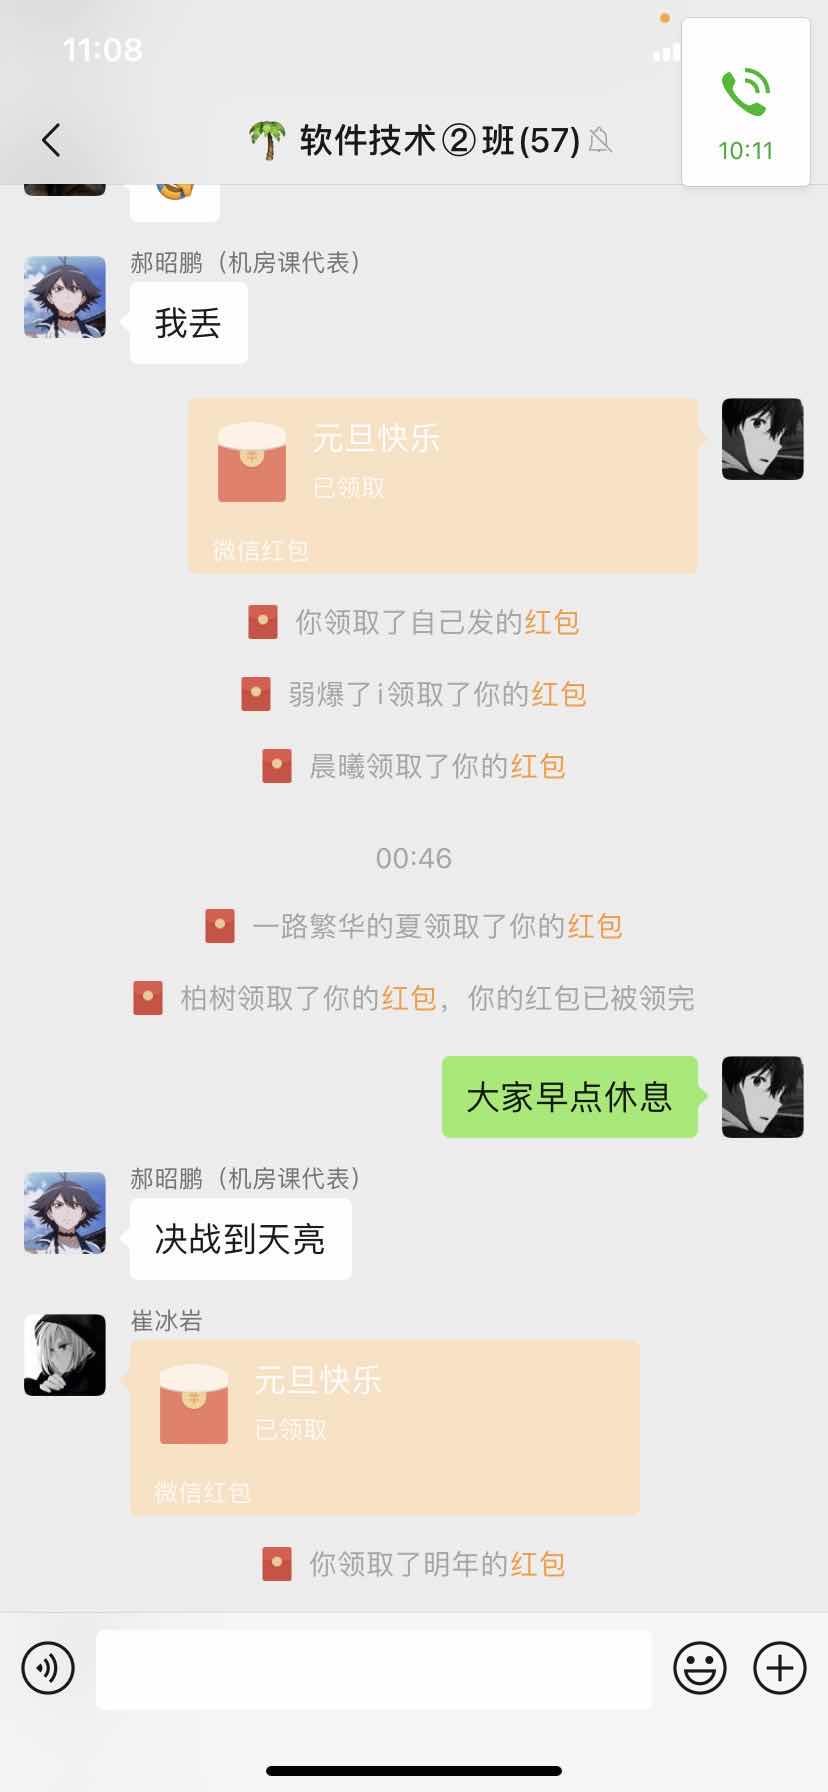 11:08
10:11
🌴 软件技术②班(57)
郝昭鹏（机房课代表）
我丢
元旦快乐
已领取
微信红包
你领取了自己发的红包
弱爆了i领取了你的红包
晨曦领取了你的红包
00:46
一路繁华的夏领取了你的红包
柏树领取了你的红包，你的红包已被领完
大家早点休息
郝昭鹏（机房课代表）
决战到天亮
崔冰岩
元旦快乐
已领取
微信红包
你领取了明年的红包